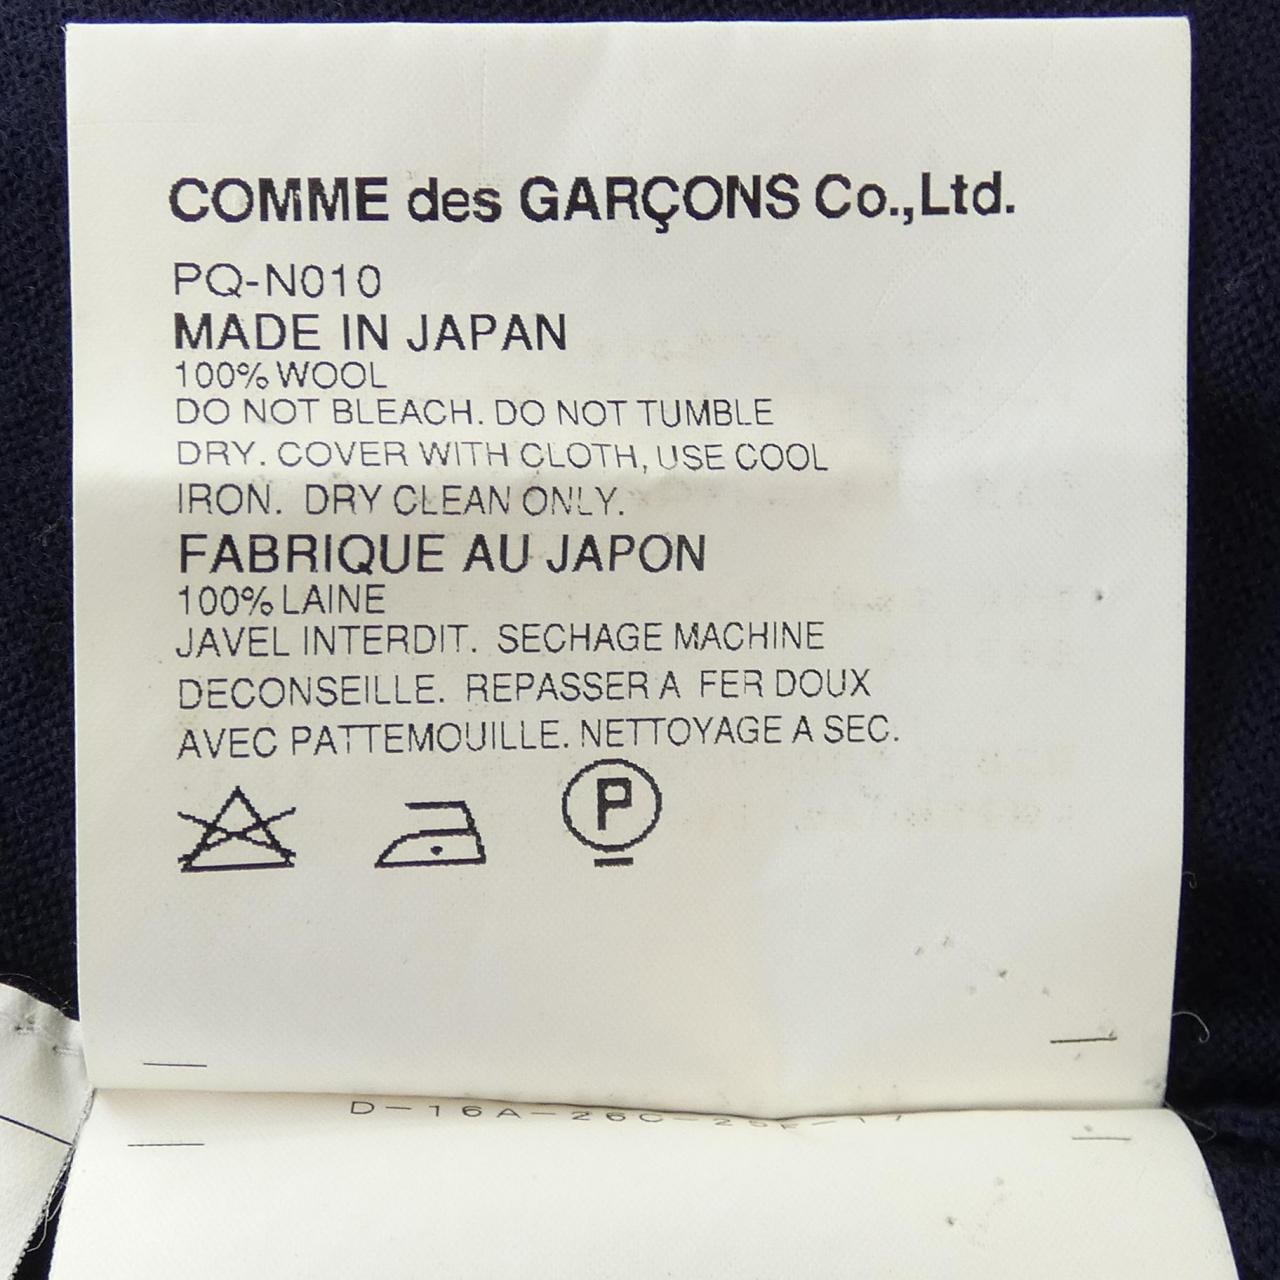 COMME des GARÇONS Co.,Ltd.
PQ-N010
MADE IN JAPAN
100% WOOL
DO NOT BLEACH. DO NOT TUMBLE
DRY. COVER WITH CLOTH, USE COOL
IRON. DRY CLEAN ONLY.
FABRIQUE AU JAPON
100% LAINE
JAVEL INTERDIT. SECHAGE MACHINE
DECONSEILLE. REPASSER A FER DOUX
AVEC PATTEMOUILLE. NETTOYAGE A SEC.
P
D-16A-26C-